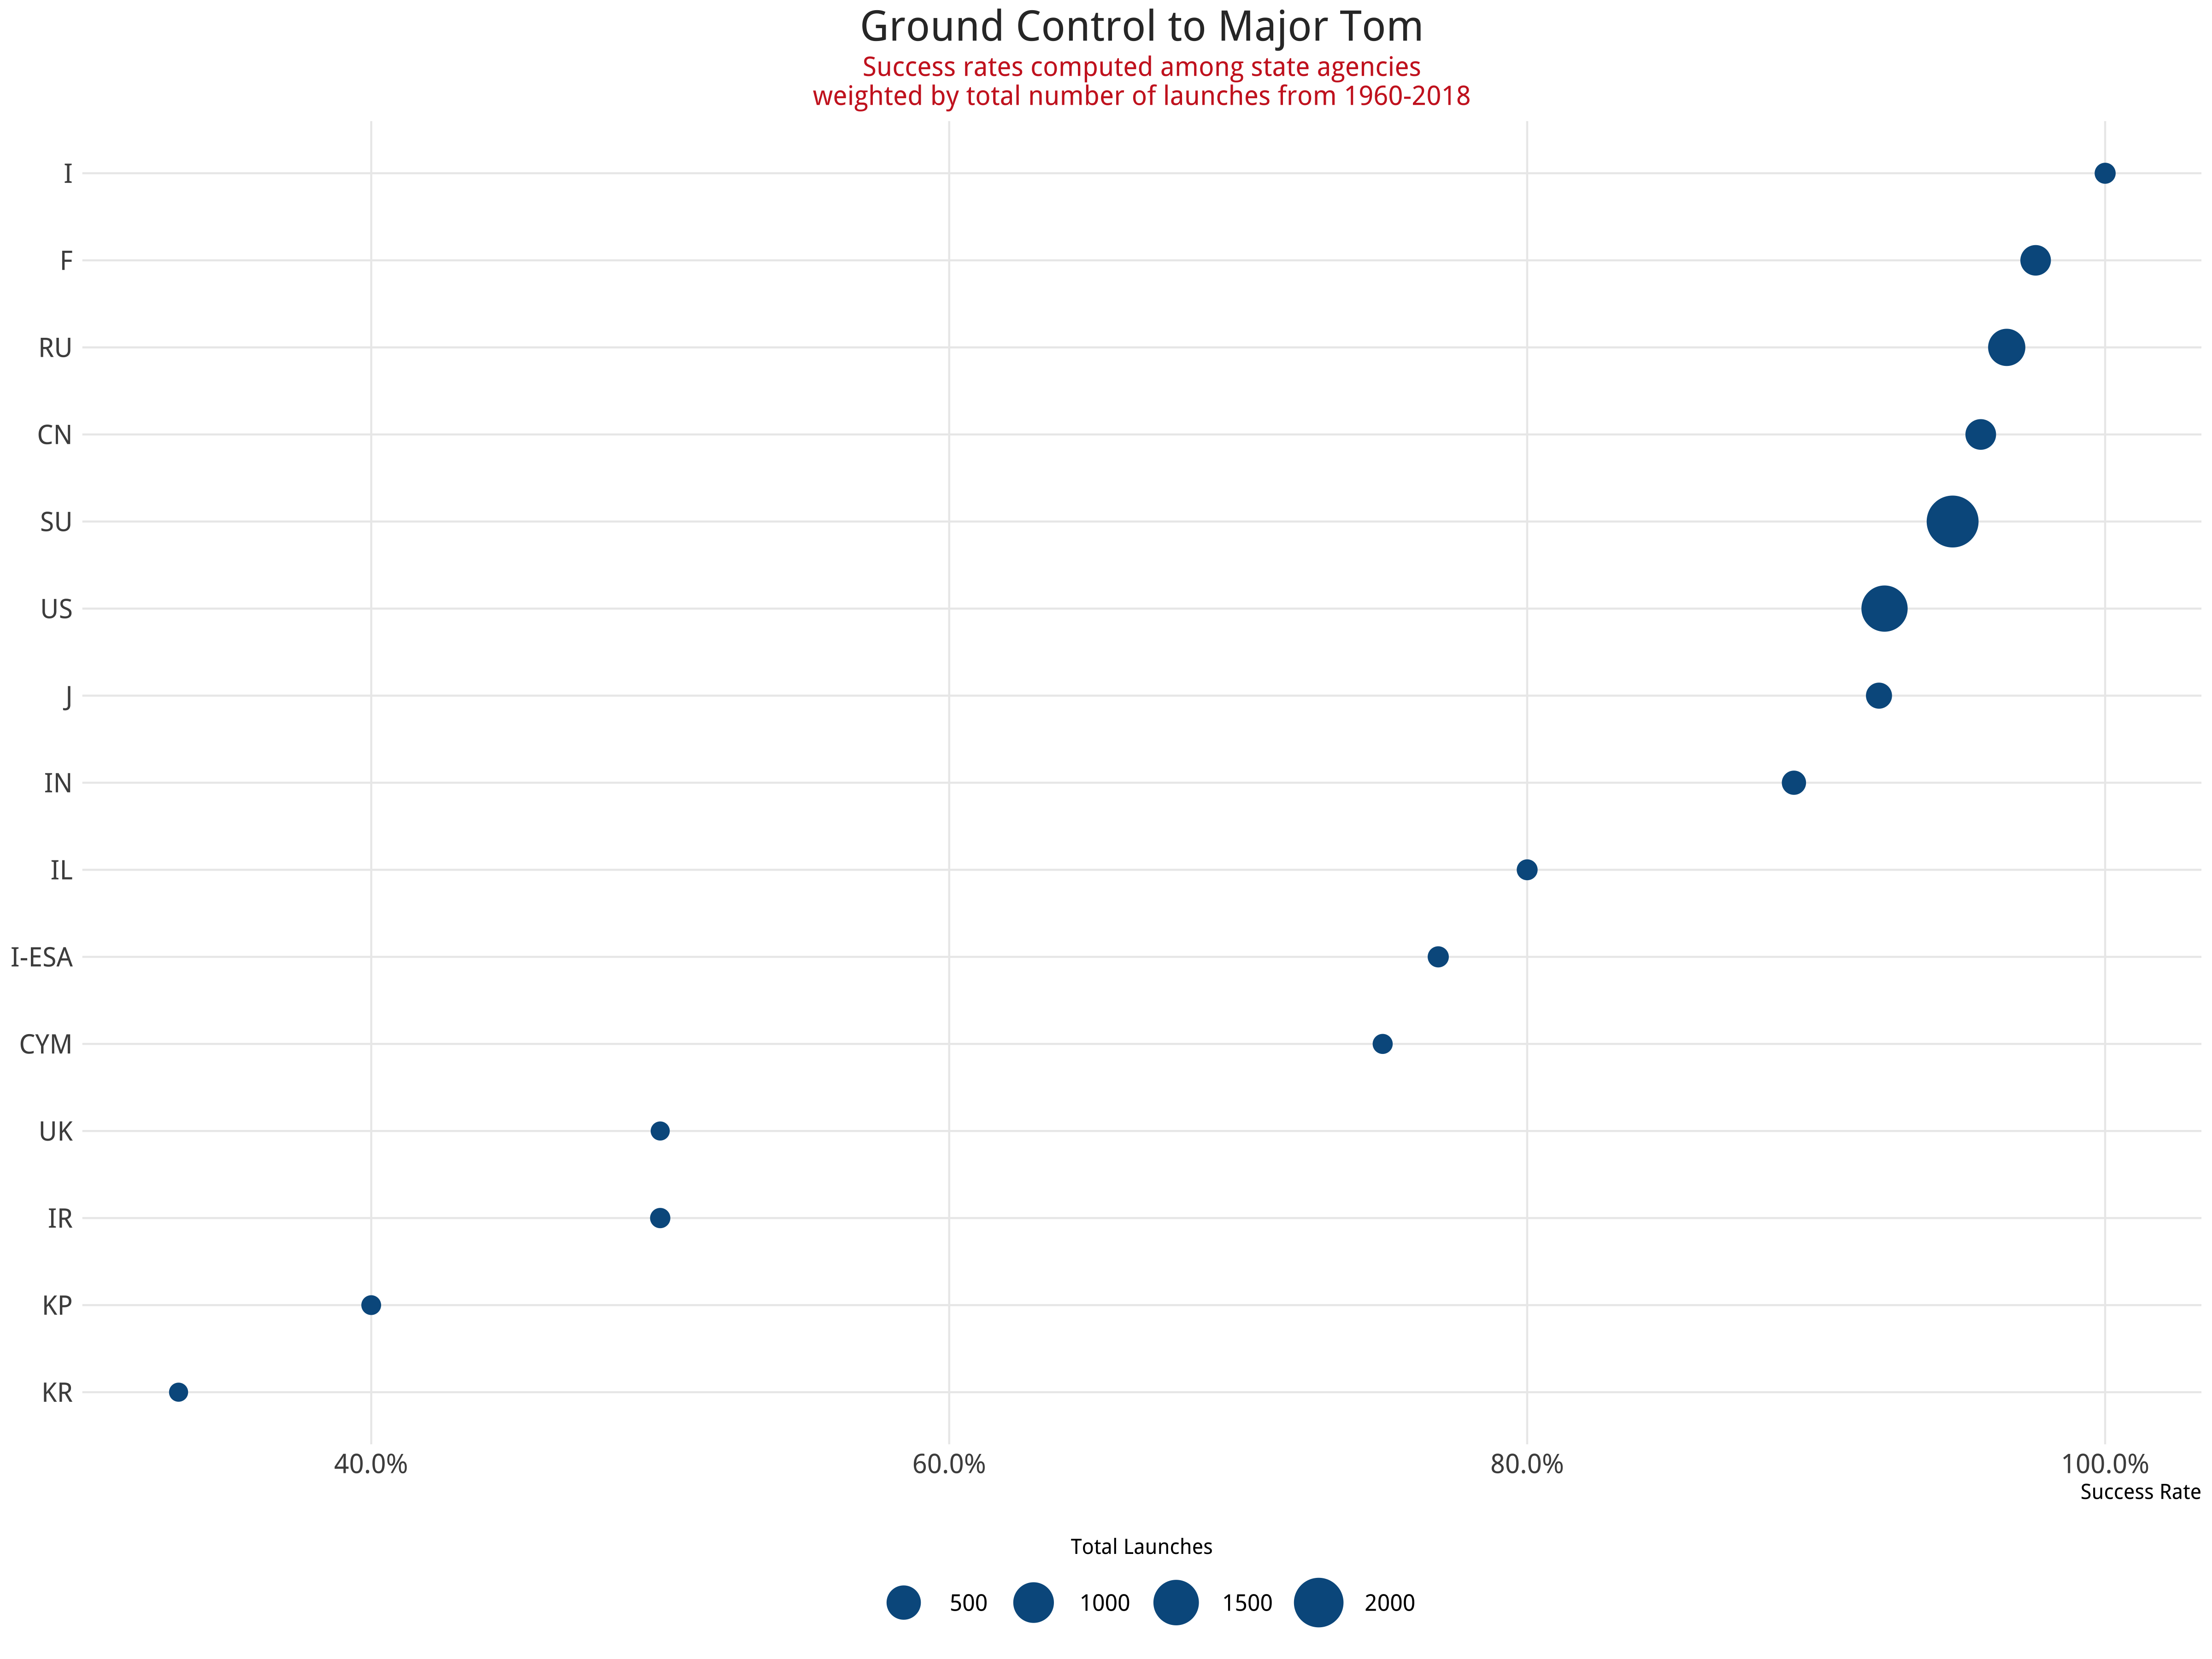 Ground Control to Major Tom
Success rates computed among state agencies
weighted by total number of launches from 1960-2018
I
F
RU
CN
SU
US
J
IN
IL
I-ESA
CYM
UK
IR
KP
KR
40.0% 60.0% 80.0% 100.0%
Success Rate
Total Launches
500 1000 1500 2000